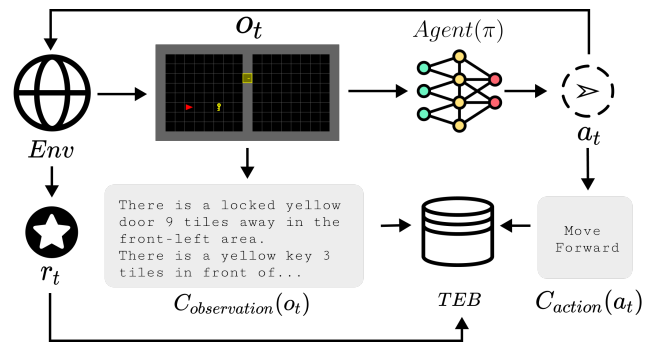 o_t
Agent(π)
Env
a_t
There is a locked yellow
door 9 tiles away in the
front-left area.
There is a yellow key 3
tiles in front of...
Move
Forward
r_t
C_observation(o_t)
TEB
C_action(a_t)